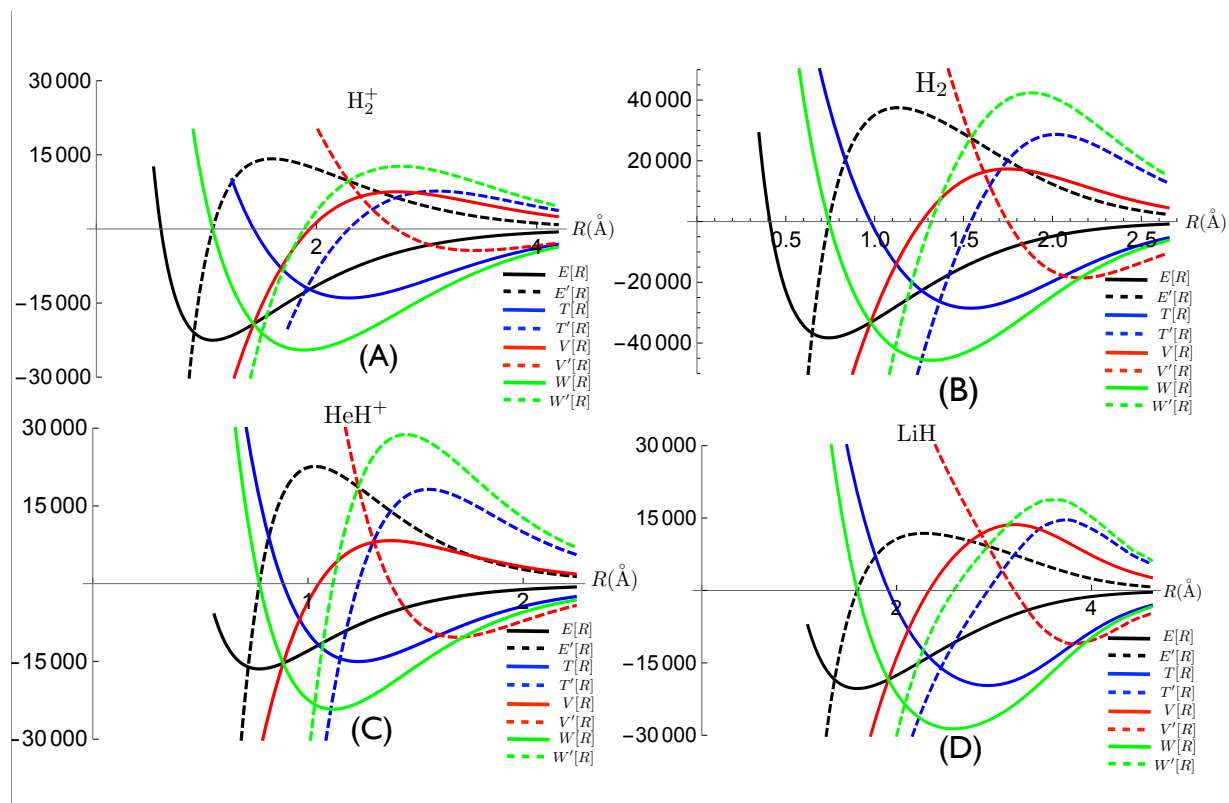 H₂⁺
30 000
15 000
−15 000
−30 000
2
4
R(Å)
E[R]
E′[R]
T[R]
T′[R]
V[R]
V′[R]
W[R]
W′[R]
(A)
H₂
40 000
20 000
−20 000
−40 000
0.5
1.0
1.5
2.0
2.5
R(Å)
E[R]
E′[R]
T[R]
T′[R]
V[R]
V′[R]
W[R]
W′[R]
(B)
HeH⁺
30 000
15 000
−15 000
−30 000
1
2
R(Å)
E[R]
E′[R]
T[R]
T′[R]
V[R]
V′[R]
W[R]
W′[R]
(C)
LiH
30 000
15 000
−15 000
−30 000
2
4
R(Å)
E[R]
E′[R]
T[R]
T′[R]
V[R]
V′[R]
W[R]
W′[R]
(D)